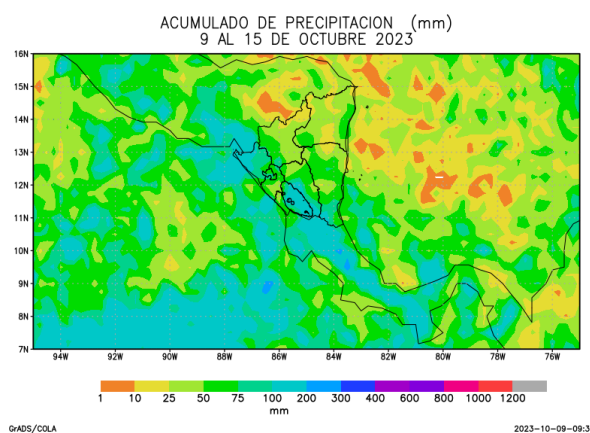 ACUMULADO DE PRECIPITACION (mm)
9 AL 15 DE OCTUBRE 2023
16N
15N
14N
13N
12N
11N
10N
9N
8N
7N
94W 92W 90W 88W 86W 84W 82W 80W 78W 76W
1 10 25 50 75 100 200 300 400 600 800 1000 1200
mm
GrADS/COLA 2023-10-09-09:3